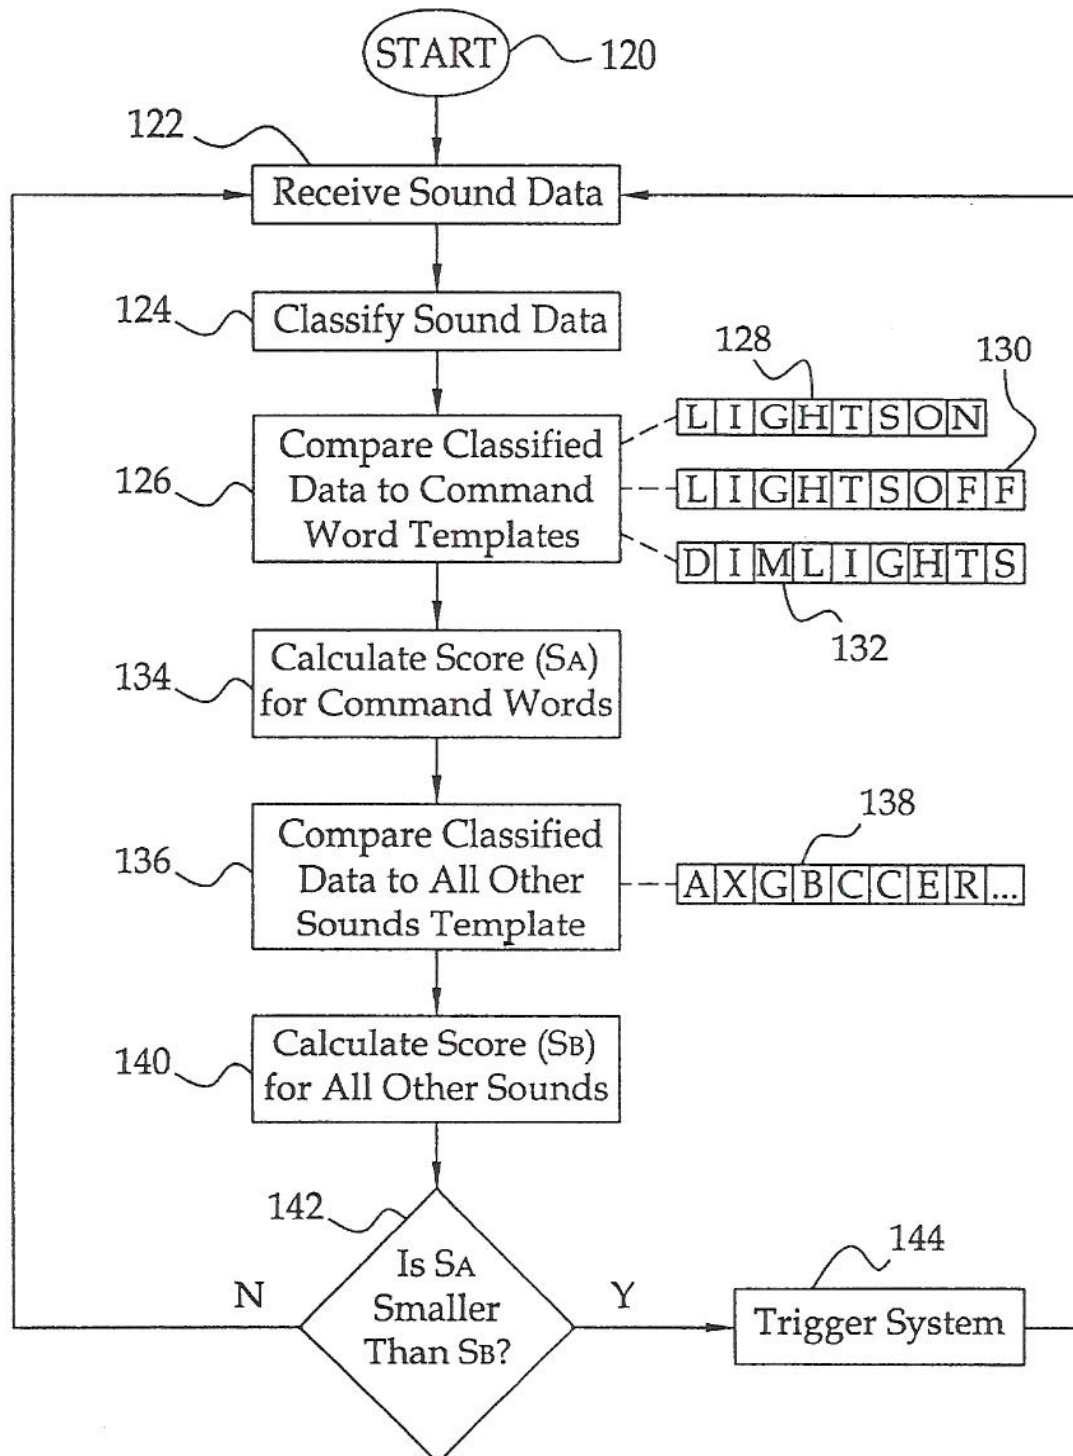 START
120
122
Receive Sound Data
124
Classify Sound Data
128
130
LIGHTSON
126
Compare Classified
Data to Command
Word Templates
LIGHTSOFF
DIMLIGHTS
132
134
Calculate Score (SA)
for Command Words
138
136
Compare Classified
Data to All Other
Sounds Template
AXGBCCER...
140
Calculate Score (SB)
for All Other Sounds
142
144
Is SA
Smaller
Than SB?
N
Y
Trigger System